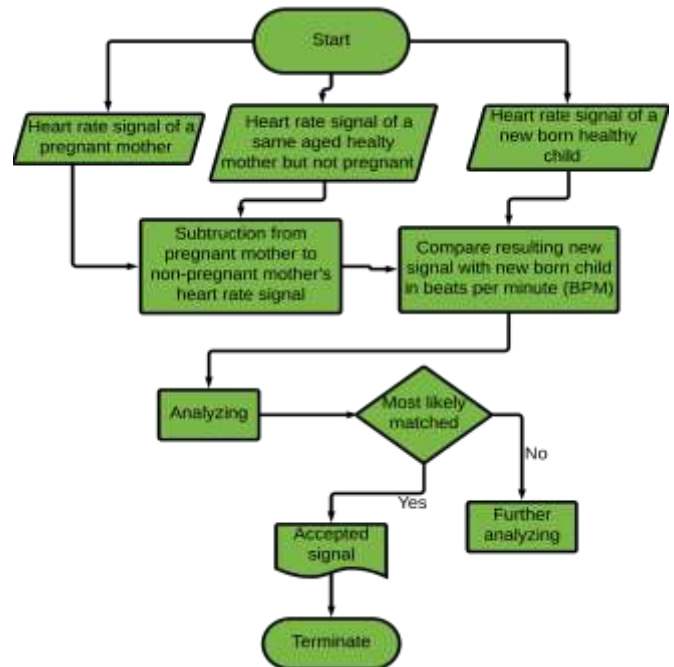 Start
Heart rate signal of a
pregnant mother
Heart rate signal of a
same aged healty
mother but not pregnant
Heart rate signal of a
new born healthy
child
Subtruction from
pregnant mother to
non-pregnant mother's
heart rate signal
Compare resulting new
signal with new born child
in beats per minute (BPM)
Analyzing
Most likely
matched
No
Yes
Further
analyzing
Accepted
signal
Terminate